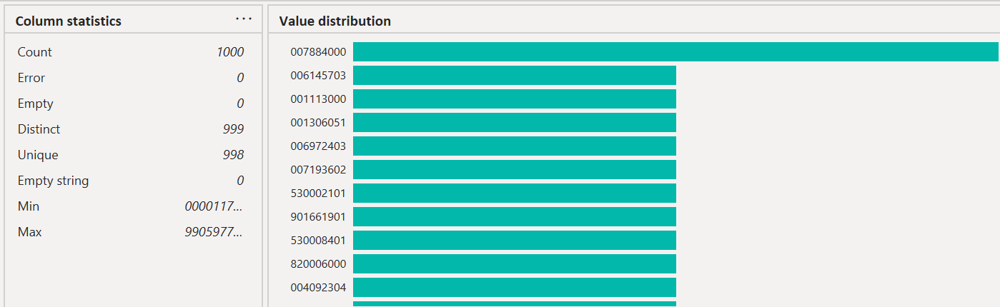 Column statistics ...
Count 1000
Error 0
Empty 0
Distinct 999
Unique 998
Empty string 0
Min 0000117...
Max 9905977...
Value distribution
007884000
006145703
001113000
001306051
006972403
007193602
530002101
901661901
530008401
820006000
004092304